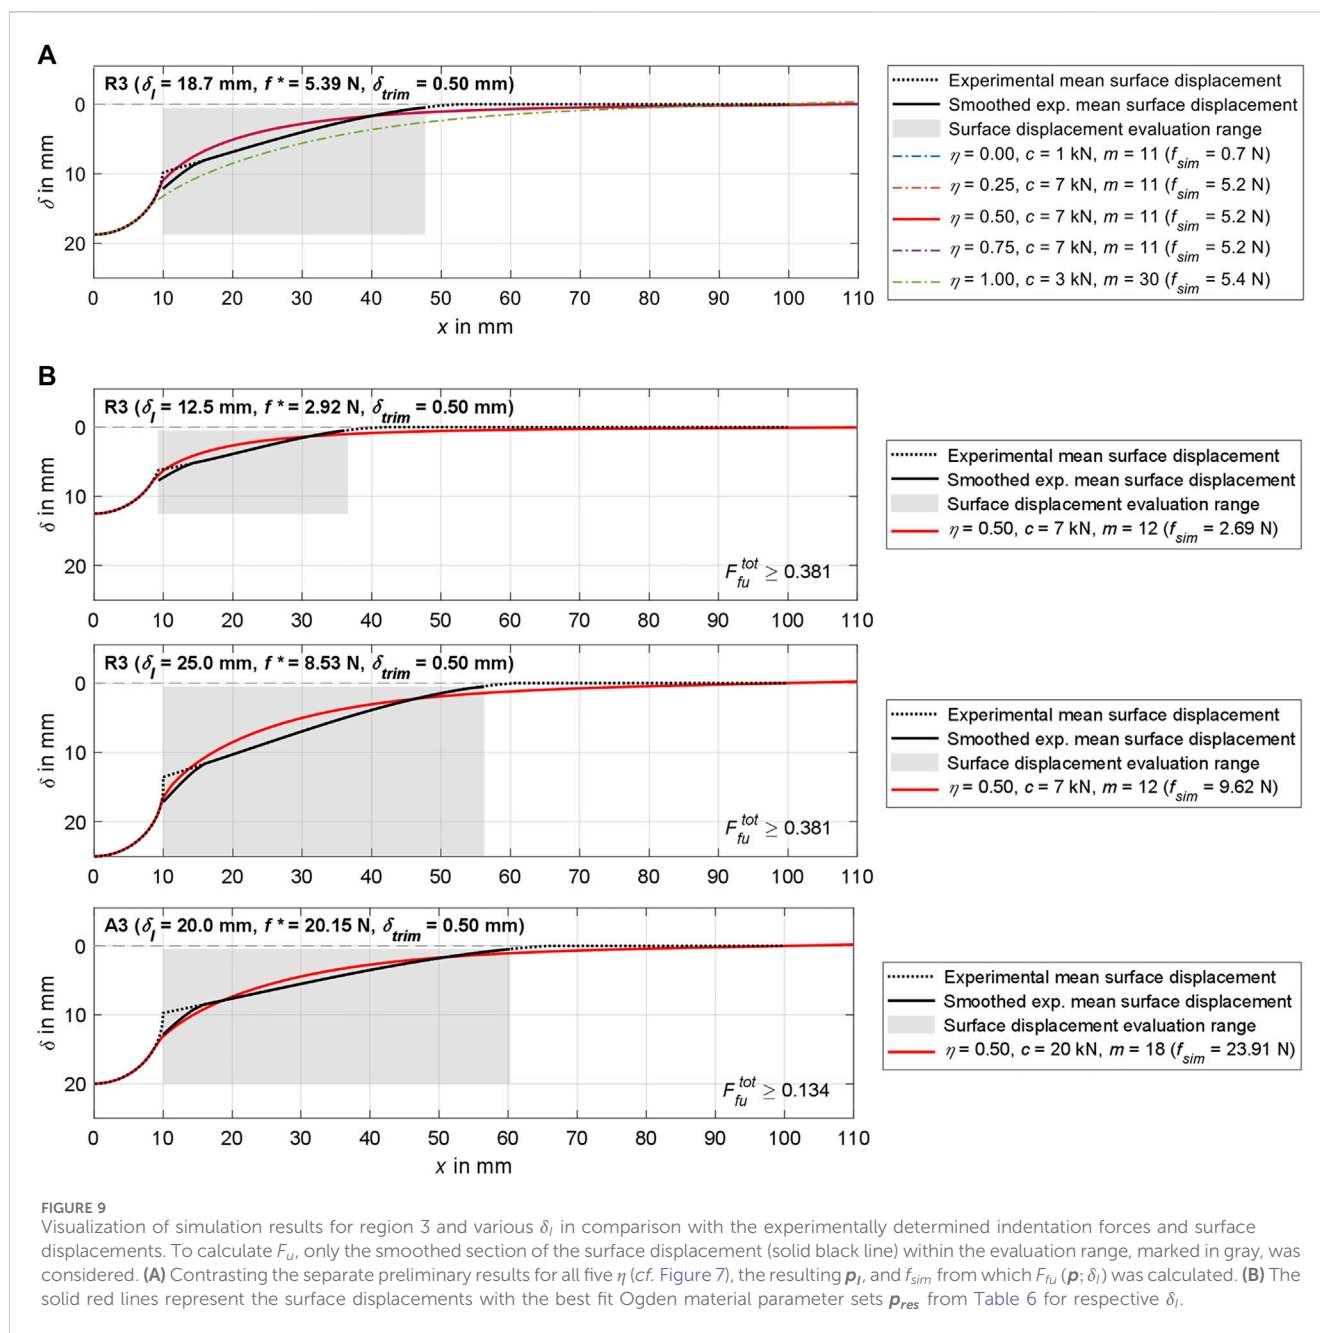 A
R3 (δI = 18.7 mm, f* = 5.39 N, δtrim = 0.50 mm)
0
10
20
δ in mm
0 10 20 30 40 50 60 70 80 90 100 110
x in mm
Experimental mean surface displacement
Smoothed exp. mean surface displacement
Surface displacement evaluation range
η = 0.00, c = 1 kN, m = 11 (fsim = 0.7 N)
η = 0.25, c = 7 kN, m = 11 (fsim = 5.2 N)
η = 0.50, c = 7 kN, m = 11 (fsim = 5.2 N)
η = 0.75, c = 7 kN, m = 11 (fsim = 5.2 N)
η = 1.00, c = 3 kN, m = 30 (fsim = 5.4 N)
B
R3 (δI = 12.5 mm, f* = 2.92 N, δtrim = 0.50 mm)
0
10
20
δ in mm
Ffu^tot ≥ 0.381
0 10 20 30 40 50 60 70 80 90 100 110
Experimental mean surface displacement
Smoothed exp. mean surface displacement
Surface displacement evaluation range
η = 0.50, c = 7 kN, m = 12 (fsim = 2.69 N)
R3 (δI = 25.0 mm, f* = 8.53 N, δtrim = 0.50 mm)
0
10
20
δ in mm
Ffu^tot ≥ 0.381
0 10 20 30 40 50 60 70 80 90 100 110
Experimental mean surface displacement
Smoothed exp. mean surface displacement
Surface displacement evaluation range
η = 0.50, c = 7 kN, m = 12 (fsim = 9.62 N)
A3 (δI = 20.0 mm, f* = 20.15 N, δtrim = 0.50 mm)
0
10
20
δ in mm
Ffu^tot ≥ 0.134
0 10 20 30 40 50 60 70 80 90 100 110
x in mm
Experimental mean surface displacement
Smoothed exp. mean surface displacement
Surface displacement evaluation range
η = 0.50, c = 20 kN, m = 18 (fsim = 23.91 N)
FIGURE 9
Visualization of simulation results for region 3 and various δI in comparison with the experimentally determined indentation forces and surface
displacements. To calculate Fu, only the smoothed section of the surface displacement (solid black line) within the evaluation range, marked in gray, was
considered. (A) Contrasting the separate preliminary results for all five η (cf. Figure 7), the resulting pI, and fsim from which Ffu (p; δI) was calculated. (B) The
solid red lines represent the surface displacements with the best fit Ogden material parameter sets pres from Table 6 for respective δI.